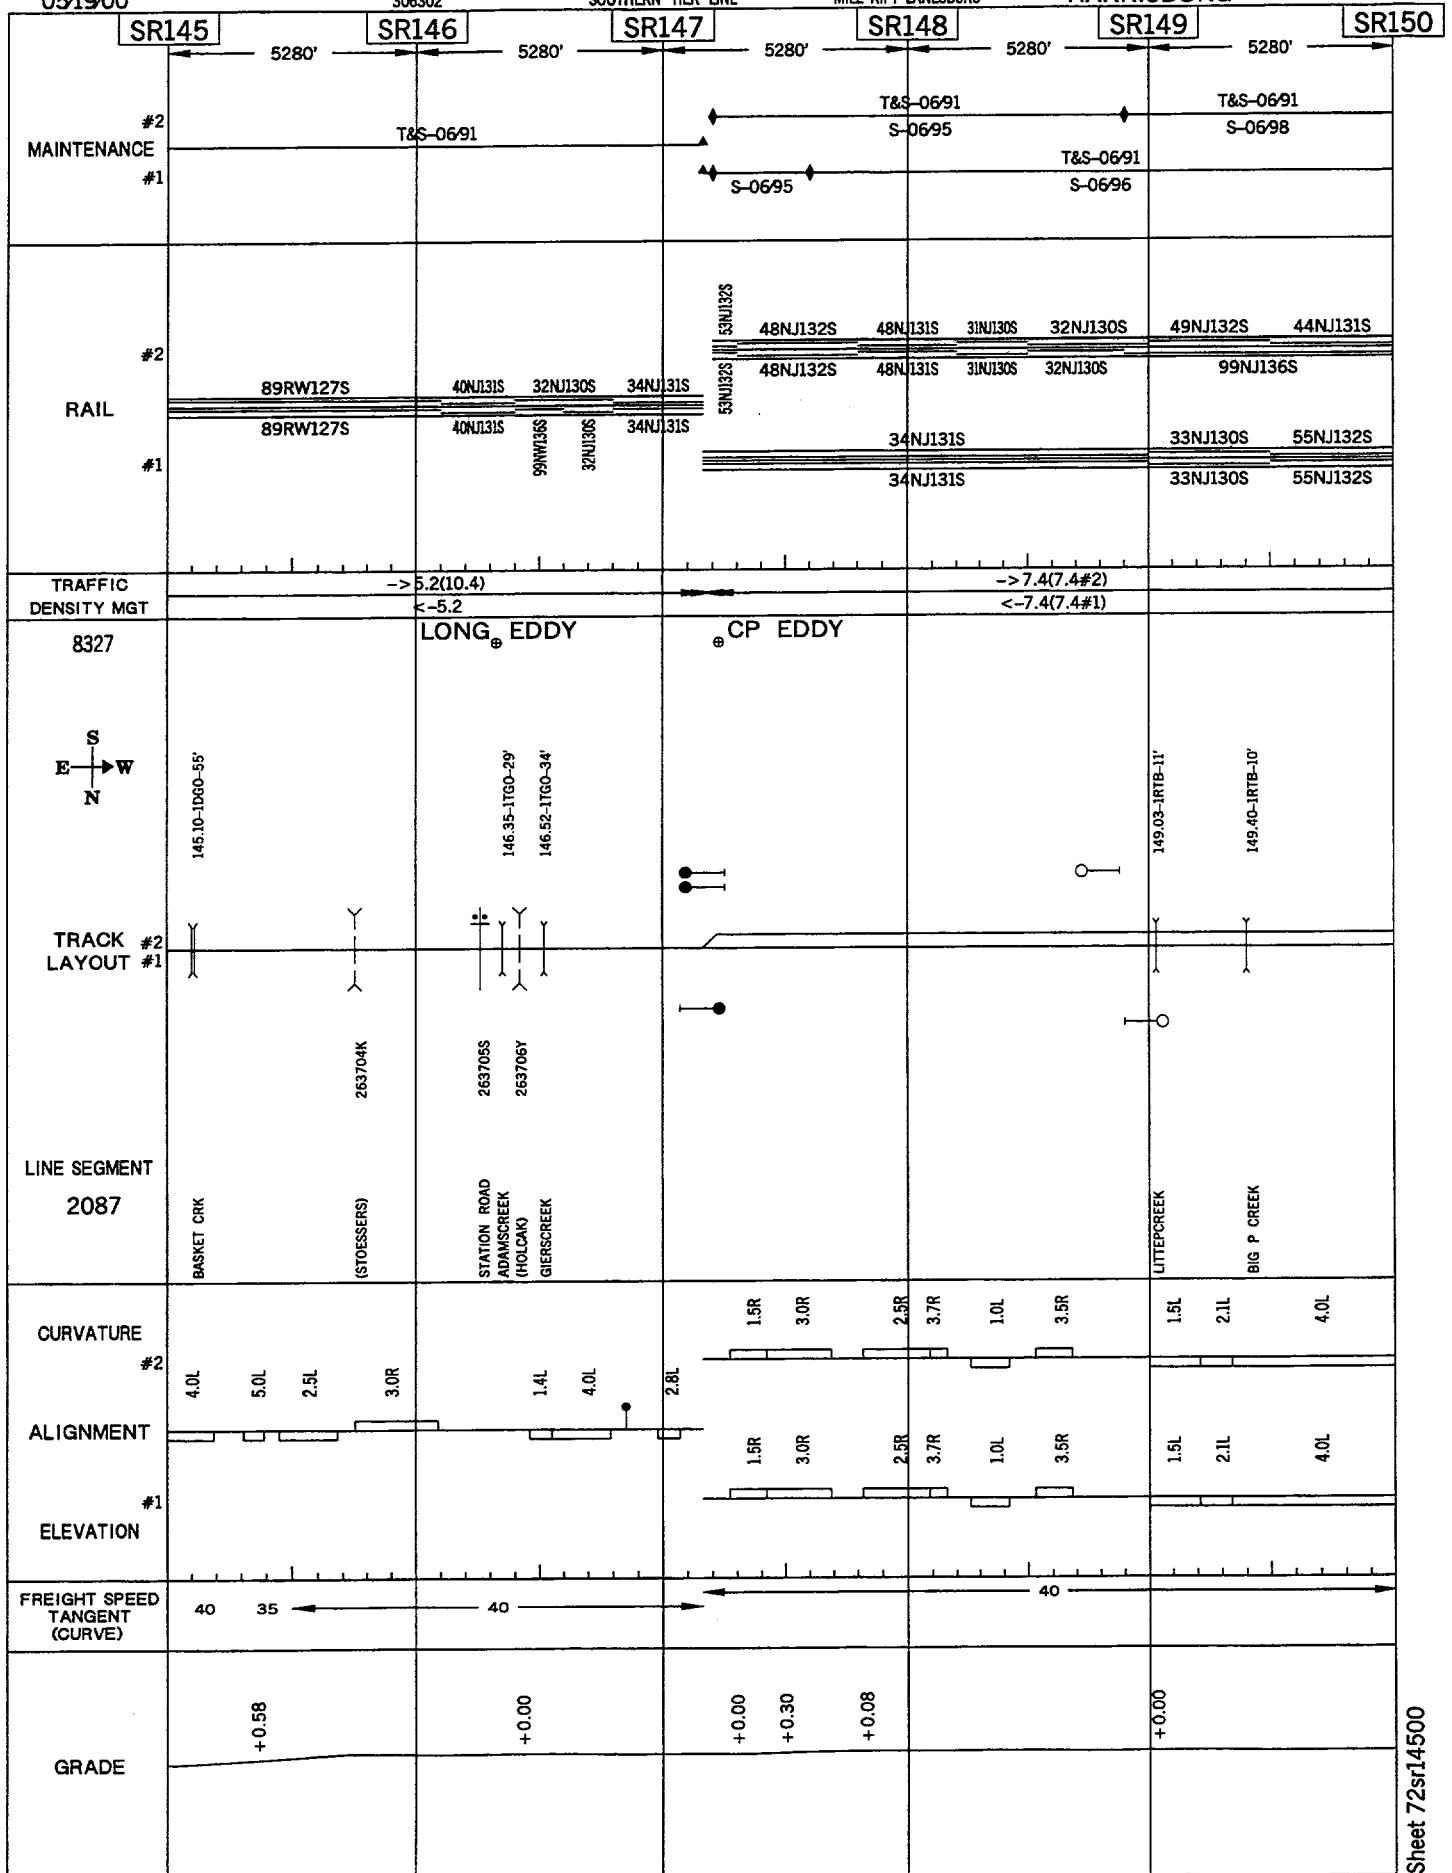 05/19/00
SR145 SR146 SR147 SR148 SR149 SR150
5280' 5280' 5280' 5280' 5280'
MAINTENANCE
#2
#1
T&S-06/91
T&S-06/91 T&S-06/91
S-06/95 S-06/98
T&S-06/91
S-06/95 S-06/96
RAIL
#2
#1
89RW127S 40NJ131S 32NJ130S 34NJ131S
89RW127S 40NJ131S 99NW136S 32NJ130S 34NJ131S
53NJ132S 48NJ132S 48NJ131S 31NJ130S 32NJ130S 49NJ132S 44NJ131S
53NJ132S 48NJ132S 48NJ131S 31NJ130S 32NJ130S 99NJ136S
34NJ131S 33NJ130S 55NJ132S
34NJ131S 33NJ130S 55NJ132S
TRAFFIC
DENSITY MGT
->5.2(10.4) ->7.4(7.4#2)
<-5.2 <-7.4(7.4#1)
8327
LONG EDDY CP EDDY
S
E W
N
145.10-1DGO-55'
146.35-1TGO-29'
146.52-1TGO-34'
149.03-1RTB-11'
149.40-1RTB-10'
TRACK #2
LAYOUT #1
263704K
263705S
263706Y
LINE SEGMENT
2087
BASKET CRK
(STOESSERS)
STATION ROAD
ADAMSCREEK
(HOLCAK)
GIERSCREEK
LITTEPCREEK
BIG P CREEK
CURVATURE
#2
ALIGNMENT
#1
ELEVATION
4.0L 5.0L 2.5L 3.0R 1.4L 4.0L 2.8L
1.5R 3.0R 2.5R 3.7R 1.0L 3.5R 1.5L 2.1L 4.0L
1.5R 3.0R 2.5R 3.7R 1.0L 3.5R 1.5L 2.1L 4.0L
FREIGHT SPEED
TANGENT
(CURVE)
40 35 40 40
GRADE
+0.58 +0.00 +0.00 +0.30 +0.08 +0.00
Sheet 72sr14500